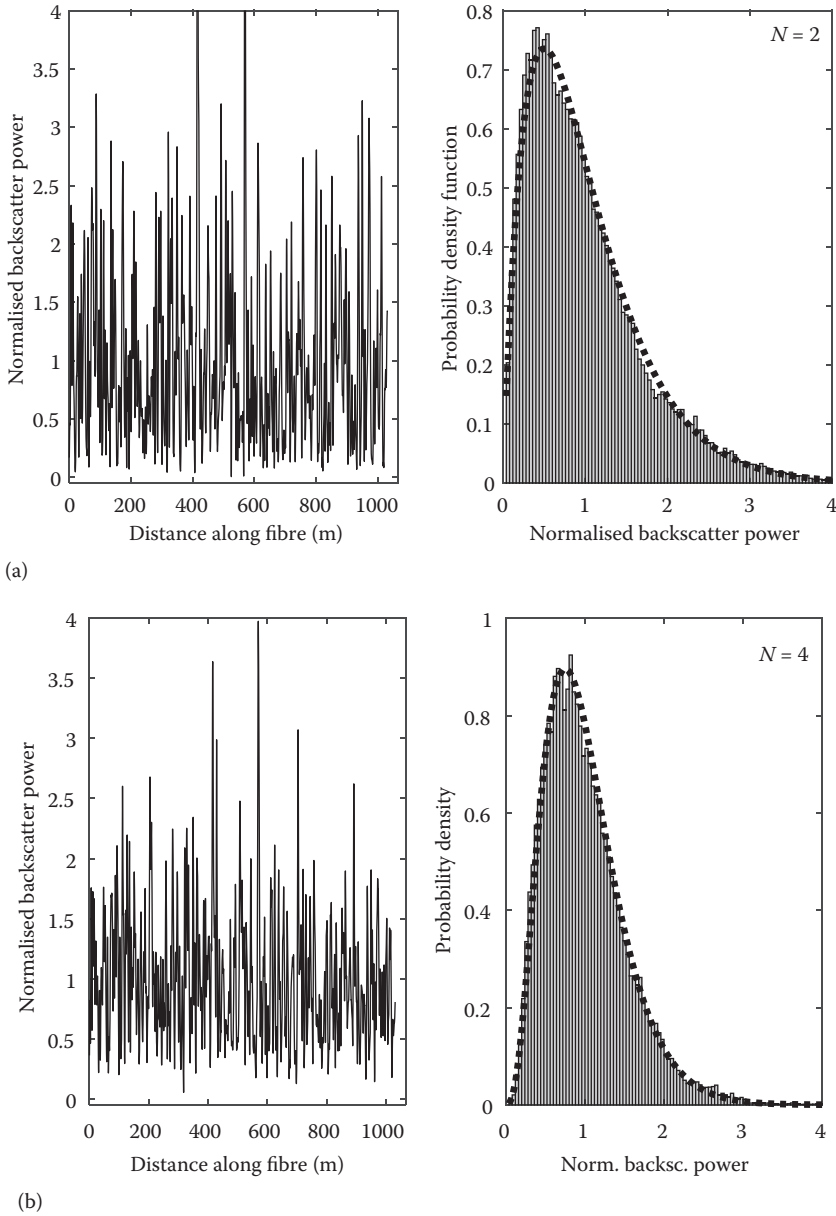 4
3.5
3
2.5
2
1.5
1
0.5
0
Normalised backscatter power
0 200 400 600 800 1000
Distance along fibre (m)
N = 2
0.8
0.7
0.6
0.5
0.4
0.3
0.2
0.1
0
Probability density function
0 1 2 3 4
Normalised backscatter power
(a)
4
3.5
3
2.5
2
1.5
1
0.5
0
Normalised backscatter power
0 200 400 600 800 1000
Distance along fibre (m)
N = 4
1
0.8
0.6
0.4
0.2
0
Probability density
0 1 2 3 4
Norm. backsc. power
(b)